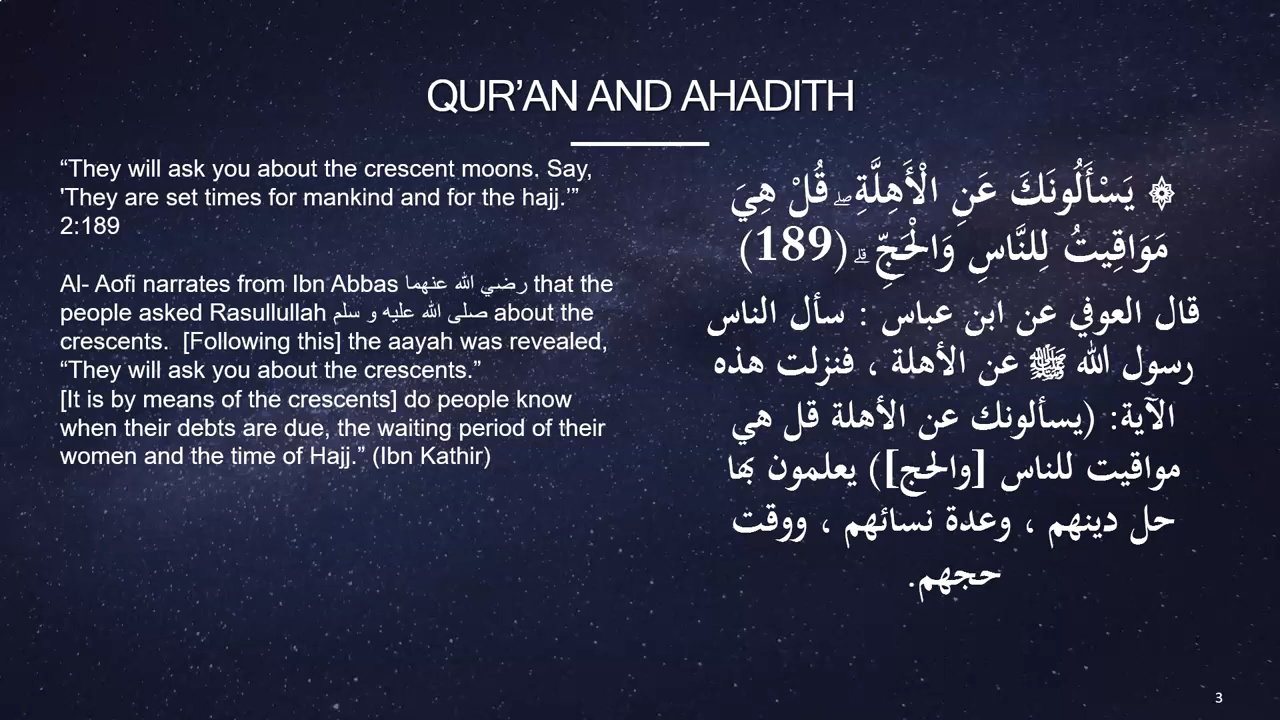 QUR’AN AND AHADITH
“They will ask you about the crescent moons. Say,
'They are set times for mankind and for the hajj.’”
2:189
Al- Aofi narrates from Ibn Abbas رضي الله عنهما that the
people asked Rasullullah صلى الله عليه و سلم about the
crescents.  [Following this] the aayah was revealed,
“They will ask you about the crescents.”
[It is by means of the crescents] do people know
when their debts are due, the waiting period of their
women and the time of Hajj.” (Ibn Kathir)
۞ يَسْأَلُونَكَ عَنِ الْأَهِلَّةِ ۖ قُلْ هِيَ
مَوَاقِيتُ لِلنَّاسِ وَالْحَجِّ ۗ (189)
قال العوفي عن ابن عباس : سأل الناس
رسول الله ﷺ عن الأهلة ، فنزلت هذه
الآية: (يسألونك عن الأهلة قل هي
مواقيت للناس [والحج]) يعلمون بها
حل دينهم ، وعدة نسائهم ، ووقت
حجهم.
3